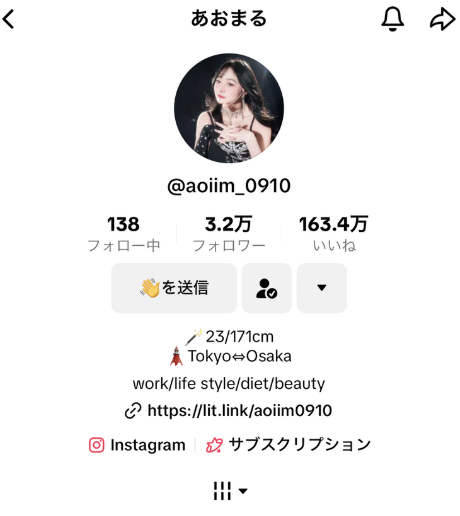 あおまる
@aoiim_0910
138 3.2万 163.4万
フォロー中 フォロワー いいね
👋を送信
🪄 23/171cm
🗼Tokyo⇔Osaka
work/life style/diet/beauty
https://lit.link/aoiim0910
Instagram サブスクリプション